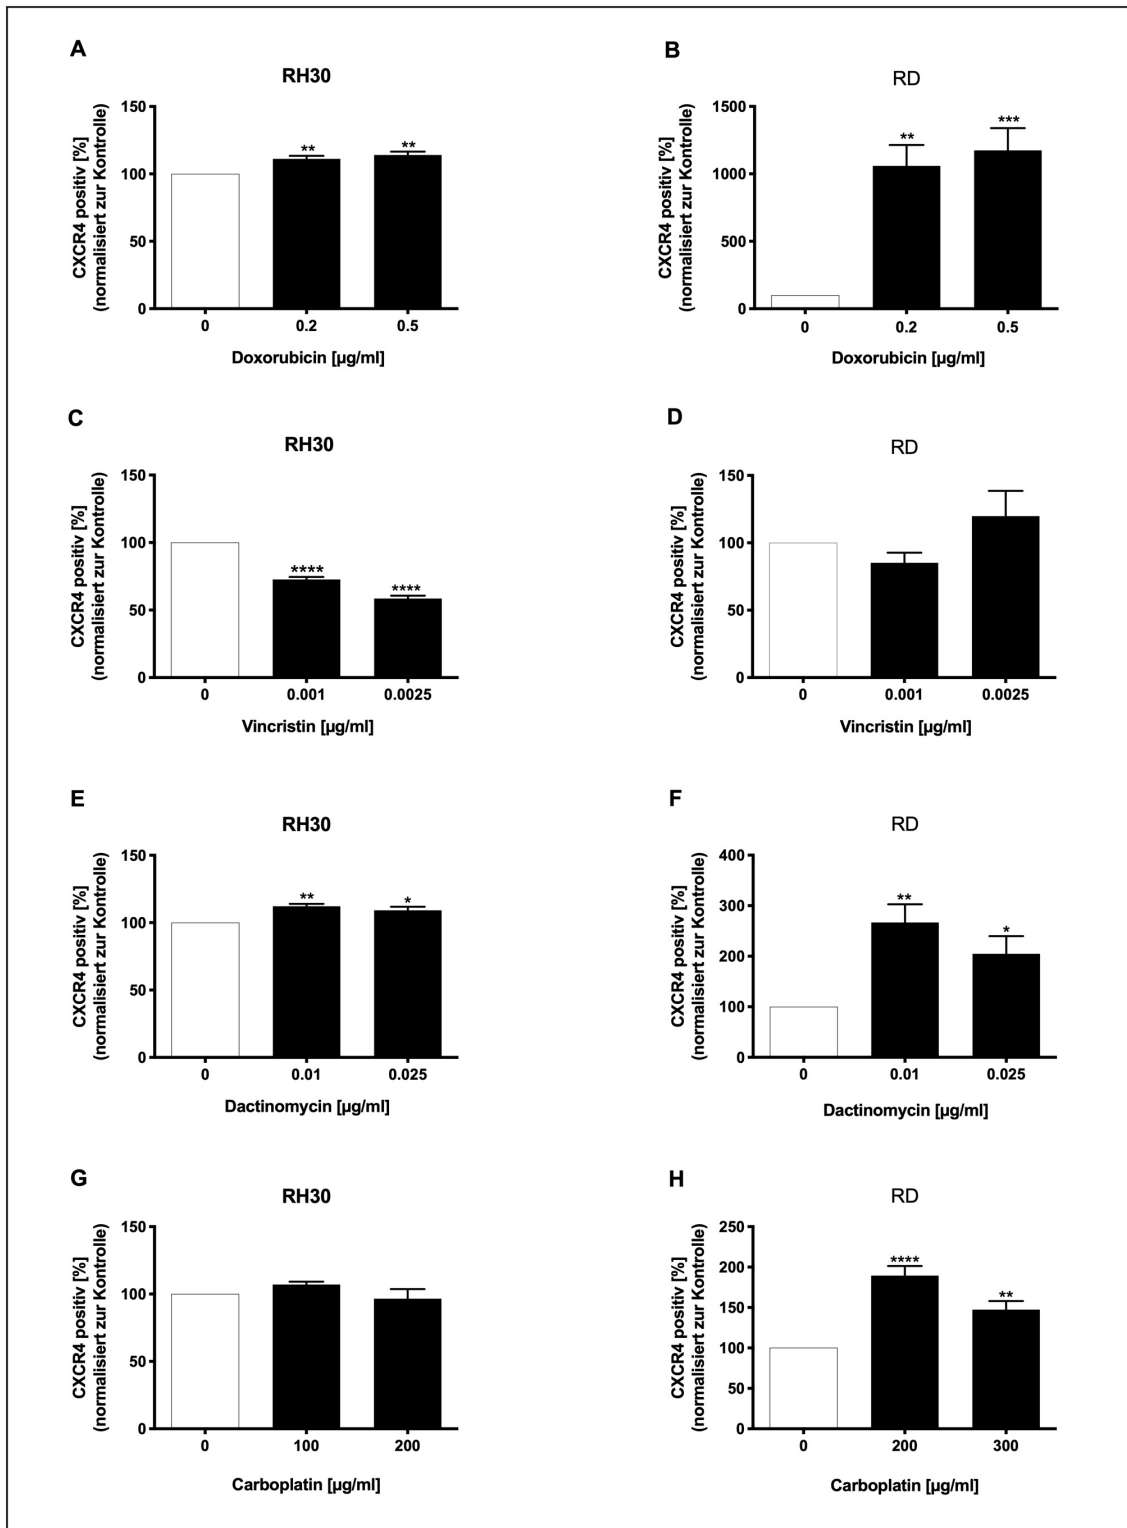 A
RH30
CXCR4 positiv [%]
(normalisiert zur Kontrolle)
150
100
50
0
**
**
0 0.2 0.5
Doxorubicin [µg/ml]
B
RD
CXCR4 positiv [%]
(normalisiert zur Kontrolle)
1500
1000
500
0
**
***
0 0.2 0.5
Doxorubicin [µg/ml]
C
RH30
CXCR4 positiv [%]
(normalisiert zur Kontrolle)
150
100
50
0
****
****
0 0.001 0.0025
Vincristin [µg/ml]
D
RD
CXCR4 positiv [%]
(normalisiert zur Kontrolle)
150
100
50
0
0 0.001 0.0025
Vincristin [µg/ml]
E
RH30
CXCR4 positiv [%]
(normalisiert zur Kontrolle)
150
100
50
0
**
*
0 0.01 0.025
Dactinomycin [µg/ml]
F
RD
CXCR4 positiv [%]
(normalisiert zur Kontrolle)
400
300
200
100
0
**
*
0 0.01 0.025
Dactinomycin [µg/ml]
G
RH30
CXCR4 positiv [%]
(normalisiert zur Kontrolle)
150
100
50
0
0 100 200
Carboplatin [µg/ml]
H
RD
CXCR4 positiv [%]
(normalisiert zur Kontrolle)
250
200
150
100
50
0
****
**
0 200 300
Carboplatin [µg/ml]